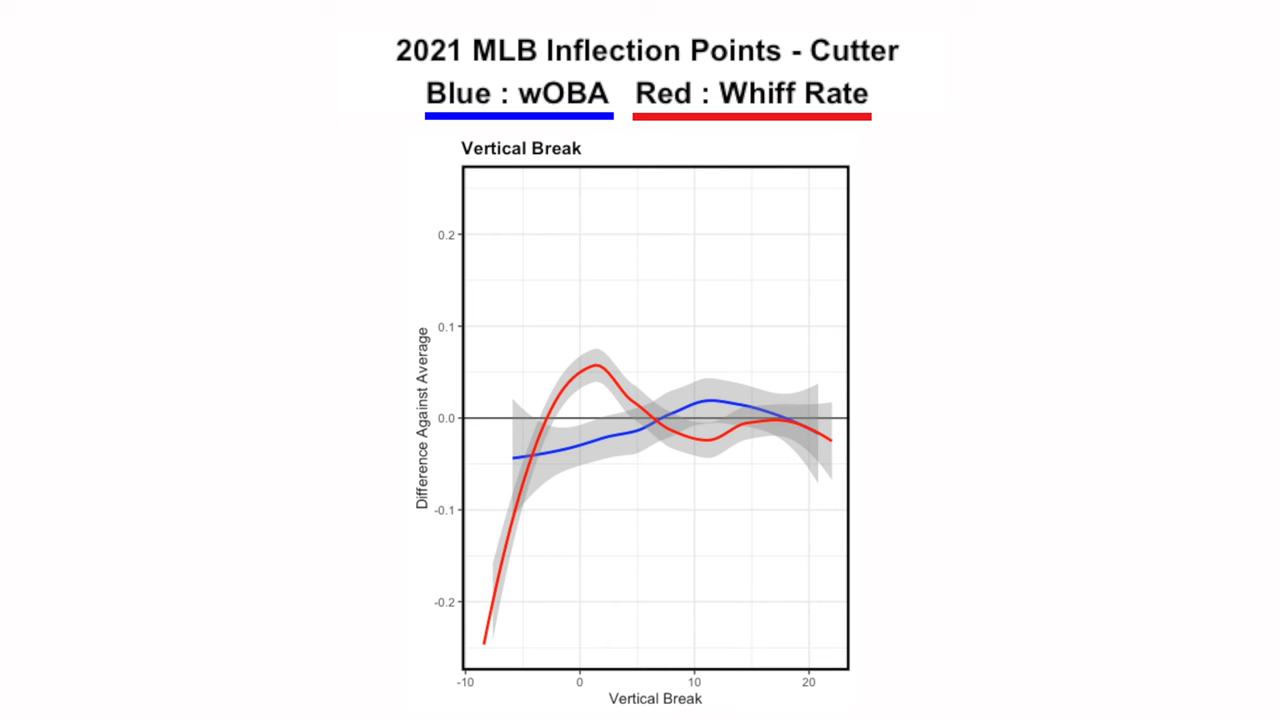 2021 MLB Inflection Points - Cutter
Blue : wOBA Red : Whiff Rate
Vertical Break
0.2
0.1
0.0
-0.1
-0.2
Difference Against Average
-10 0 10 20
Vertical Break